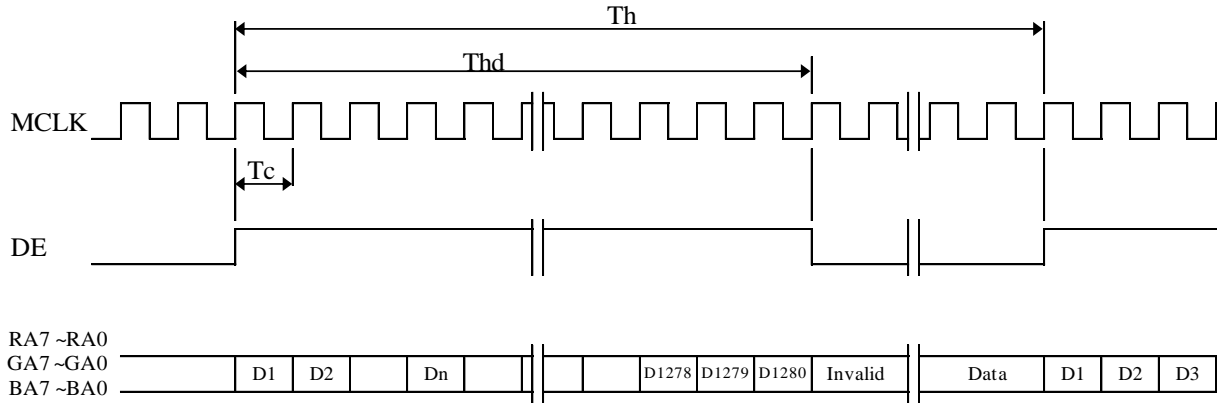 Th
Thd
MCLK
Tc
DE
RA7 ~RA0
GA7 ~GA0
BA7 ~BA0
D1 D2 Dn D1278 D1279 D1280 Invalid Data D1 D2 D3